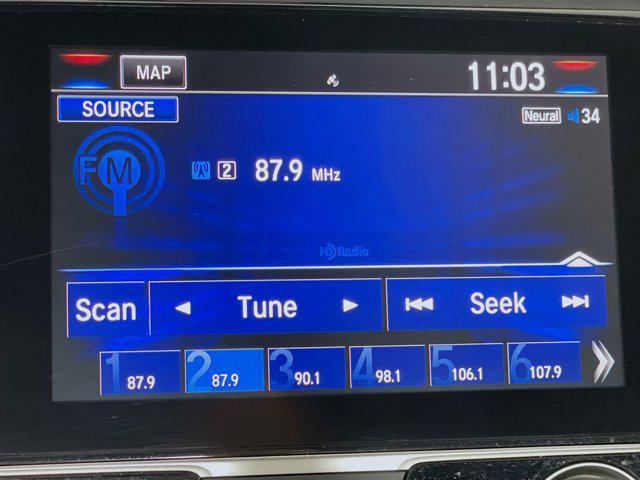 MAP
11:03
SOURCE
Neural 34
FM
2 87.9 MHz
HD Radio
Scan
Tune
Seek
1 87.9
2 87.9
3 90.1
4 98.1
5 106.1
6 107.9